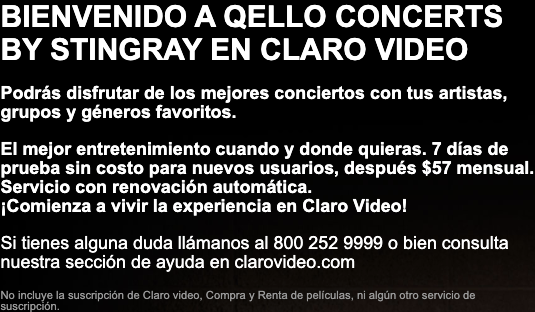 BIENVENIDO A QELLO CONCERTS
BY STINGRAY EN CLARO VIDEO
Podrás disfrutar de los mejores conciertos con tus artistas,
grupos y géneros favoritos.
El mejor entretenimiento cuando y donde quieras. 7 días de
prueba sin costo para nuevos usuarios, después $57 mensual.
Servicio con renovación automática.
¡Comienza a vivir la experiencia en Claro Video!
Si tienes alguna duda llámanos al 800 252 9999 o bien consulta
nuestra sección de ayuda en clarovideo.com
No incluye la suscripción de Claro video, Compra y Renta de películas, ni algún otro servicio de
suscripción.